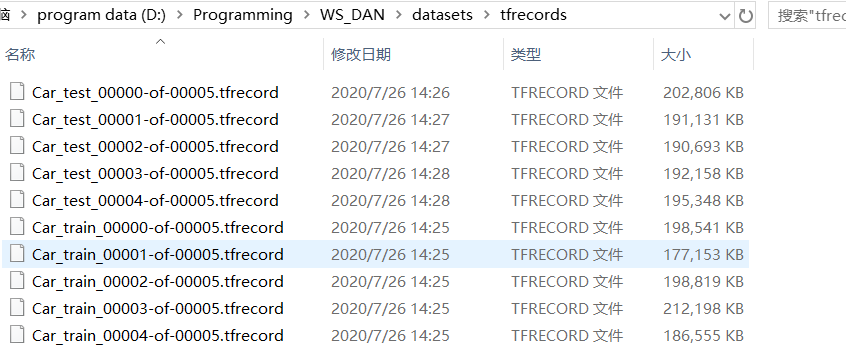 脑 › program data (D:) › Programming › WS_DAN › datasets › tfrecords 搜索"tfrec
名称 修改日期 类型 大小
Car_test_00000-of-00005.tfrecord 2020/7/26 14:26 TFRECORD 文件 202,806 KB
Car_test_00001-of-00005.tfrecord 2020/7/26 14:27 TFRECORD 文件 191,131 KB
Car_test_00002-of-00005.tfrecord 2020/7/26 14:27 TFRECORD 文件 190,693 KB
Car_test_00003-of-00005.tfrecord 2020/7/26 14:28 TFRECORD 文件 192,158 KB
Car_test_00004-of-00005.tfrecord 2020/7/26 14:28 TFRECORD 文件 195,348 KB
Car_train_00000-of-00005.tfrecord 2020/7/26 14:25 TFRECORD 文件 198,541 KB
Car_train_00001-of-00005.tfrecord 2020/7/26 14:25 TFRECORD 文件 177,153 KB
Car_train_00002-of-00005.tfrecord 2020/7/26 14:25 TFRECORD 文件 198,819 KB
Car_train_00003-of-00005.tfrecord 2020/7/26 14:25 TFRECORD 文件 212,198 KB
Car_train_00004-of-00005.tfrecord 2020/7/26 14:25 TFRECORD 文件 186,555 KB